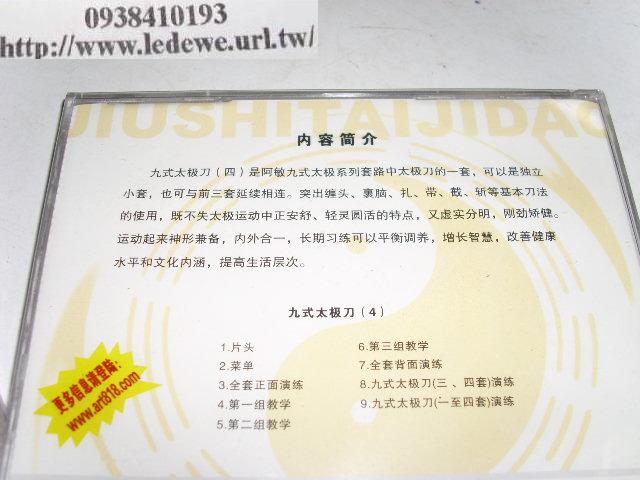 0938410193
http://www.ledewe.url.tw/
JIUSHITAIJIDAO
内容简介
九式太极刀（四）是阿敏九式太极系列套路中太极刀的一套，可以是独立
小套，也可与前三套延续相连。突出缠头、裹脑、扎、带、截、斩等基本刀法
的使用，既不失太极运动中正安舒、轻灵圆活的特点，又虚实分明，刚劲矫健。
运动起来神形兼备，内外合一，长期习练可以平衡调养，增长智慧，改善健康
水平和文化内涵，提高生活层次。
九式太极刀（4）
1.片头
2.菜单
3.全套正面演练
4.第一组教学
5.第二组教学
6.第三组教学
7.全套背面演练
8.九式太极刀(三、四套)演练
9.九式太极刀(一至四套)演练
更多信息请登陆:
www.art818.com